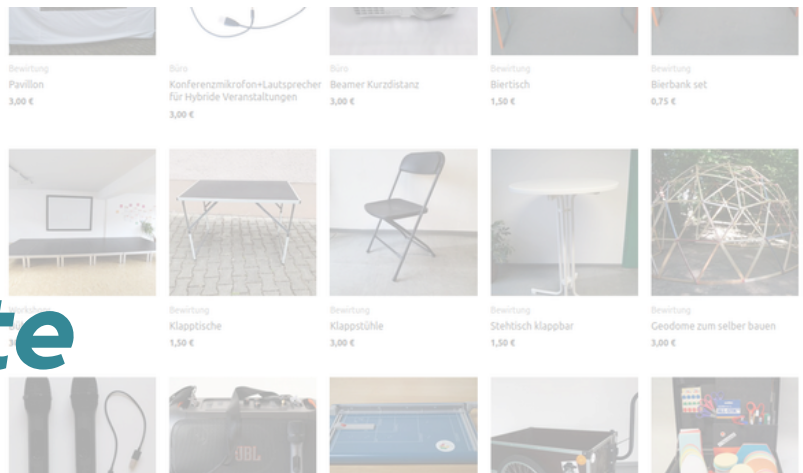 Bewirtung
Pavillon
3,00 €
Büro
Konferenzmikrofon+Lautsprecher
für Hybride Veranstaltungen
3,00 €
Büro
Beamer Kurzdistanz
3,00 €
Bewirtung
Biertisch
1,50 €
Bewirtung
Bierbank set
0,75 €
te
Bewirtung
Klapptische
1,50 €
Bewirtung
Klappstühle
3,00 €
Bewirtung
Stehtisch klappbar
1,50 €
Bewirtung
Geodome zum selber bauen
3,00 €
JBL